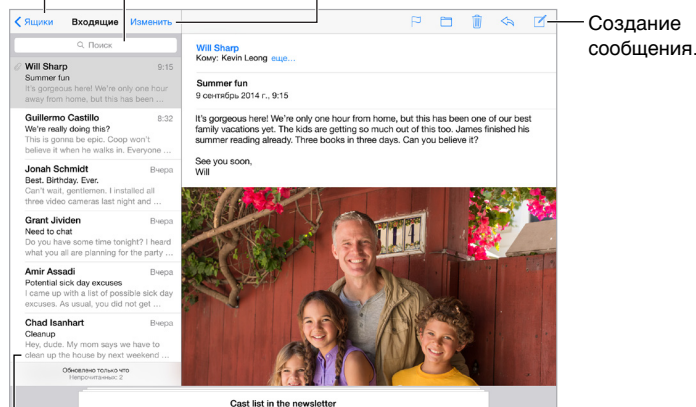 Ящики
Входящие
Изменить
Поиск
Will Sharp 9:15
Summer fun
It's gorgeous here! We're only one hour
away from home, but this has been ...
Guillermo Castillo 8:32
We're really doing this?
This is gonna be epic. Coop won't
believe it when he walks in. Everyone ...
Jonah Schmidt Вчера
Best. Birthday. Ever.
Can't wait, gentlemen. I installed all
three video cameras last night and ...
Grant Jividen Вчера
Need to chat
Do you have some time tonight? I heard
what you all are planning for the party ...
Amir Assadi Вчера
Potential sick day excuses
I came up with a list of possible sick day
excuses. As usual, you did not get ...
Chad Isanhart Вчера
Cleanup
Hey, dude. My mom says we have to
clean up the house by next weekend ...
Обновлено только что
Непрочитанных: 2
Will Sharp
Кому: Kevin Leong еще...
Summer fun
9 сентябрь 2014 г., 9:15
It's gorgeous here! We're only one hour from home, but this has been one of our best
family vacations yet. The kids are getting so much out of this too. James finished his
summer reading already. Three books in three days. Can you believe it?
See you soon,
Will
114
Cast list in the newsletter
Создание
сообщения.